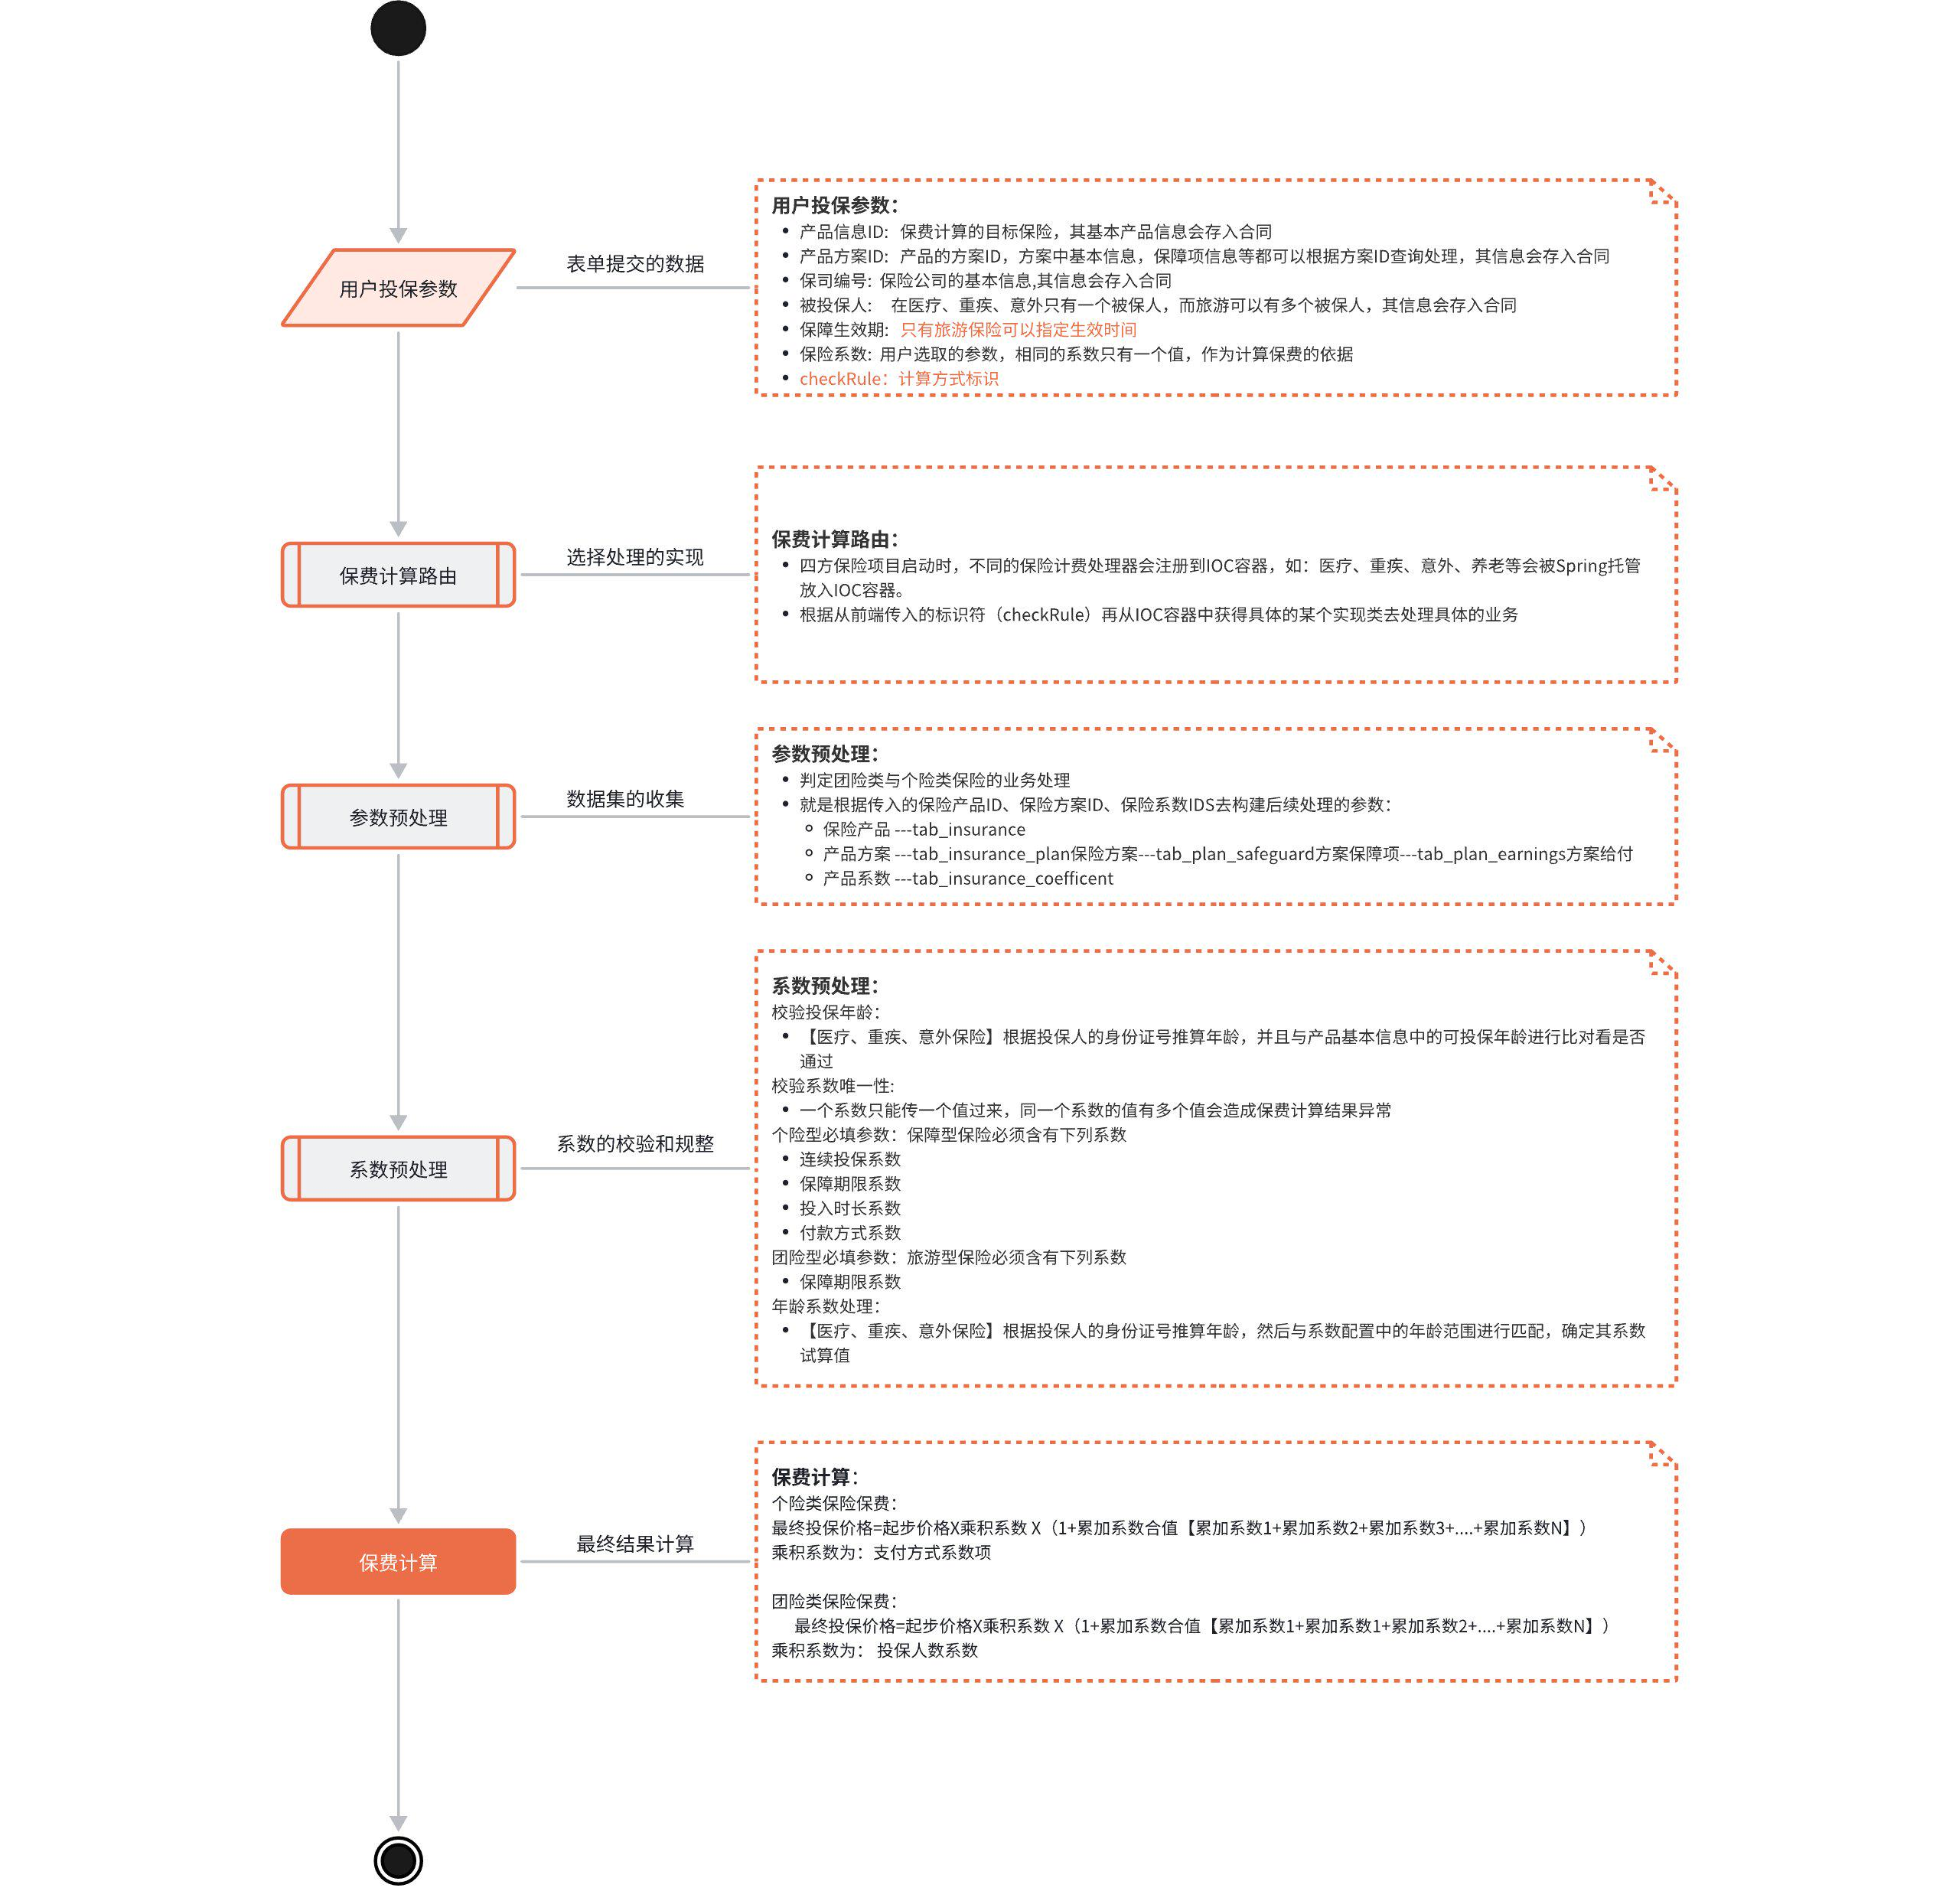 用户投保参数
表单提交的数据
用户投保参数：
产品信息ID: 保费计算的目标保险，其基本产品信息会存入合同
产品方案ID: 产品的方案ID，方案中基本信息，保障项信息等都可以根据方案ID查询处理，其信息会存入合同
保司编号: 保险公司的基本信息,其信息会存入合同
被投保人: 在医疗、重疾、意外只有一个被保人，而旅游可以有多个被保人，其信息会存入合同
保障生效期: 只有旅游保险可以指定生效时间
保险系数: 用户选取的参数，相同的系数只有一个值，作为计算保费的依据
checkRule：计算方式标识
保费计算路由
选择处理的实现
保费计算路由：
四方保险项目启动时，不同的保险计费处理器会注册到IOC容器，如：医疗、重疾、意外、养老等会被Spring托管
放入IOC容器。
根据从前端传入的标识符（checkRule）再从IOC容器中获得具体的某个实现类去处理具体的业务
参数预处理
数据集的收集
参数预处理：
判定团险类与个险类保险的业务处理
就是根据传入的保险产品ID、保险方案ID、保险系数IDS去构建后续处理的参数：
保险产品 ---tab_insurance
产品方案 ---tab_insurance_plan保险方案---tab_plan_safeguard方案保障项---tab_plan_earnings方案给付
产品系数 ---tab_insurance_coefficent
系数预处理
系数的校验和规整
系数预处理：
校验投保年龄：
【医疗、重疾、意外保险】根据投保人的身份证号推算年龄，并且与产品基本信息中的可投保年龄进行比对看是否
通过
校验系数唯一性:
一个系数只能传一个值过来，同一个系数的值有多个值会造成保费计算结果异常
个险型必填参数：保障型保险必须含有下列系数
连续投保系数
保障期限系数
投入时长系数
付款方式系数
团险型必填参数：旅游型保险必须含有下列系数
保障期限系数
年龄系数处理：
【医疗、重疾、意外保险】根据投保人的身份证号推算年龄，然后与系数配置中的年龄范围进行匹配，确定其系数
试算值
保费计算
最终结果计算
保费计算：
个险类保险保费：
最终投保价格=起步价格X乘积系数 X（1+累加系数合值【累加系数1+累加系数2+累加系数3+....+累加系数N】）
乘积系数为：支付方式系数项
团险类保险保费：
最终投保价格=起步价格X乘积系数 X（1+累加系数合值【累加系数1+累加系数1+累加系数2+....+累加系数N】）
乘积系数为： 投保人数系数